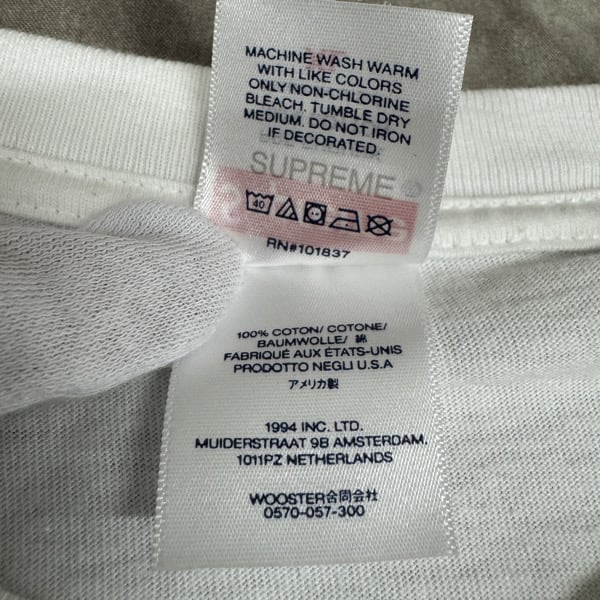 MACHINE WASH WARM
WITH LIKE COLORS
ONLY NON-CHLORINE
BLEACH. TUMBLE DRY
MEDIUM. DO NOT IRON
IF DECORATED.
SUPREME
40
RN#101837
100% COTON/ COTONE/
BAUMWOLLE/ 綿
FABRIQUÉ AUX ÉTATS-UNIS
PRODOTTO NEGLI U.S.A
アメリカ製
1994 INC. LTD.
MUIDERSTRAAT 9B AMSTERDAM.
1011PZ NETHERLANDS
WOOSTER合同会社
0570-057-300